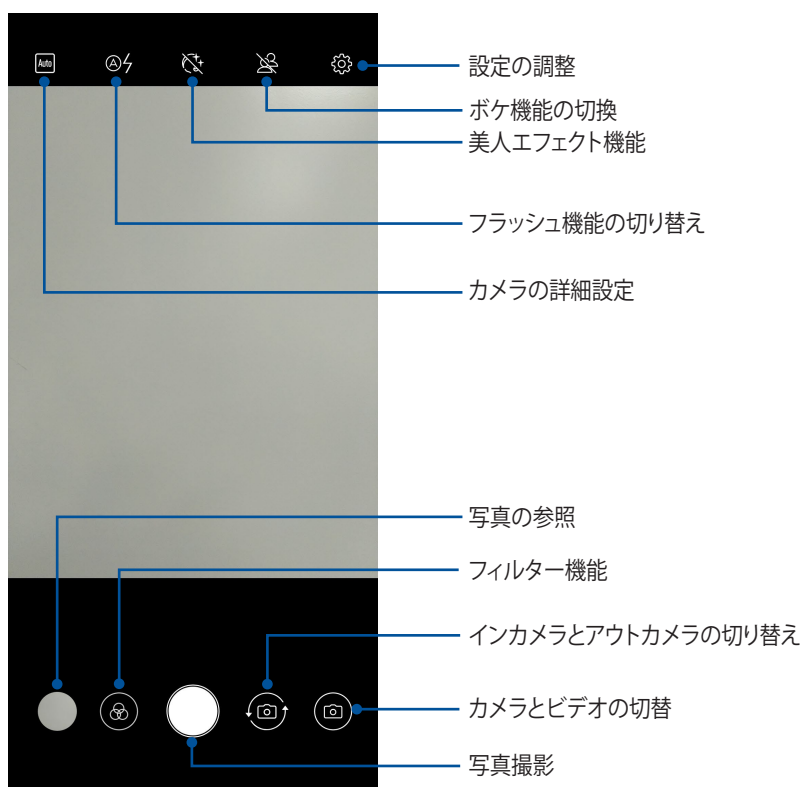 Auto
設定の調整
ボケ機能の切換
美人エフェクト機能
フラッシュ機能の切り替え
カメラの詳細設定
写真の参照
フィルター機能
インカメラとアウトカメラの切り替え
カメラとビデオの切替
写真撮影